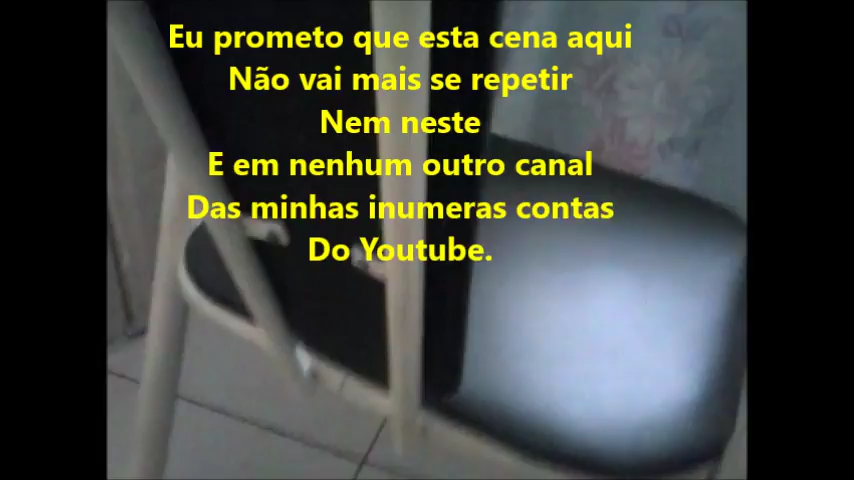 Eu prometo que esta cena aqui
Não vai mais se repetir
Nem neste
E em nenhum outro canal
Das minhas inumeras contas
Do Youtube.